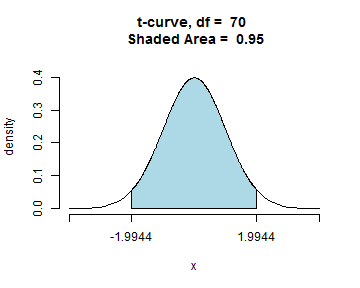 t-curve, df = 70
Shaded Area = 0.95
density
0.4
0.3
0.2
0.1
0.0
-1.9944
1.9944
x